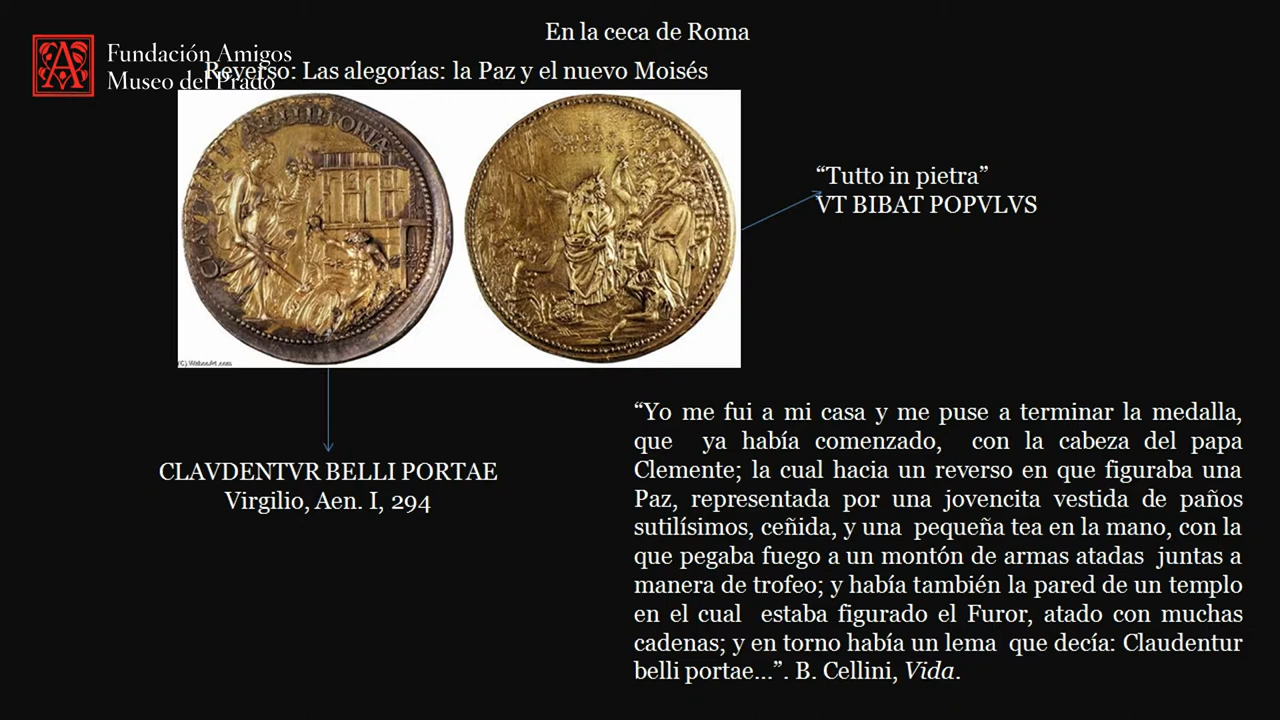 En la ceca de Roma
Fundación Amigos
Museo del Prado
Reverso: Las alegorías: la Paz y el nuevo Moisés
“Tutto in pietra”
VT BIBAT POPVLVS
CLAVDENTVR BELLI PORTAE
Virgilio, Aen. I, 294
“Yo me fui a mi casa y me puse a terminar la medalla,
que ya había comenzado, con la cabeza del papa
Clemente; la cual hacia un reverso en que figuraba una
Paz, representada por una jovencita vestida de paños
sutilísimos, ceñida, y una pequeña tea en la mano, con la
que pegaba fuego a un montón de armas atadas juntas a
manera de trofeo; y había también la pared de un templo
en el cual estaba figurado el Furor, atado con muchas
cadenas; y en torno había un lema que decía: Claudentur
belli portae...”. B. Cellini, Vida.